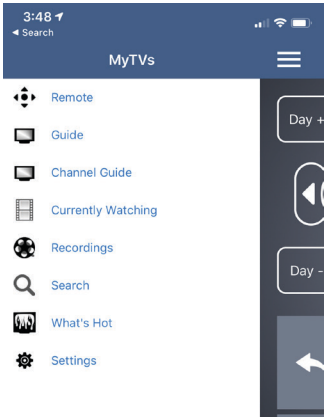 3:48
◀ Search
MyTVs
Remote
Guide
Channel Guide
Currently Watching
Recordings
Search
What's Hot
Settings
Day +
Day -